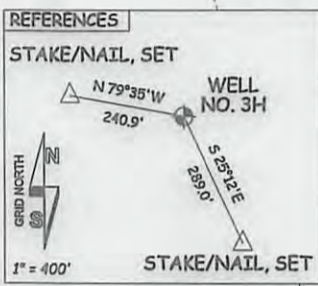 REFERENCES
STAKE/NAIL, SET
N 79°35'W
240.9'
WELL
NO. 3H
S 25°12'E
289.0'
GRID NORTH
N
S
1" = 400'
STAKE/NAIL, SET